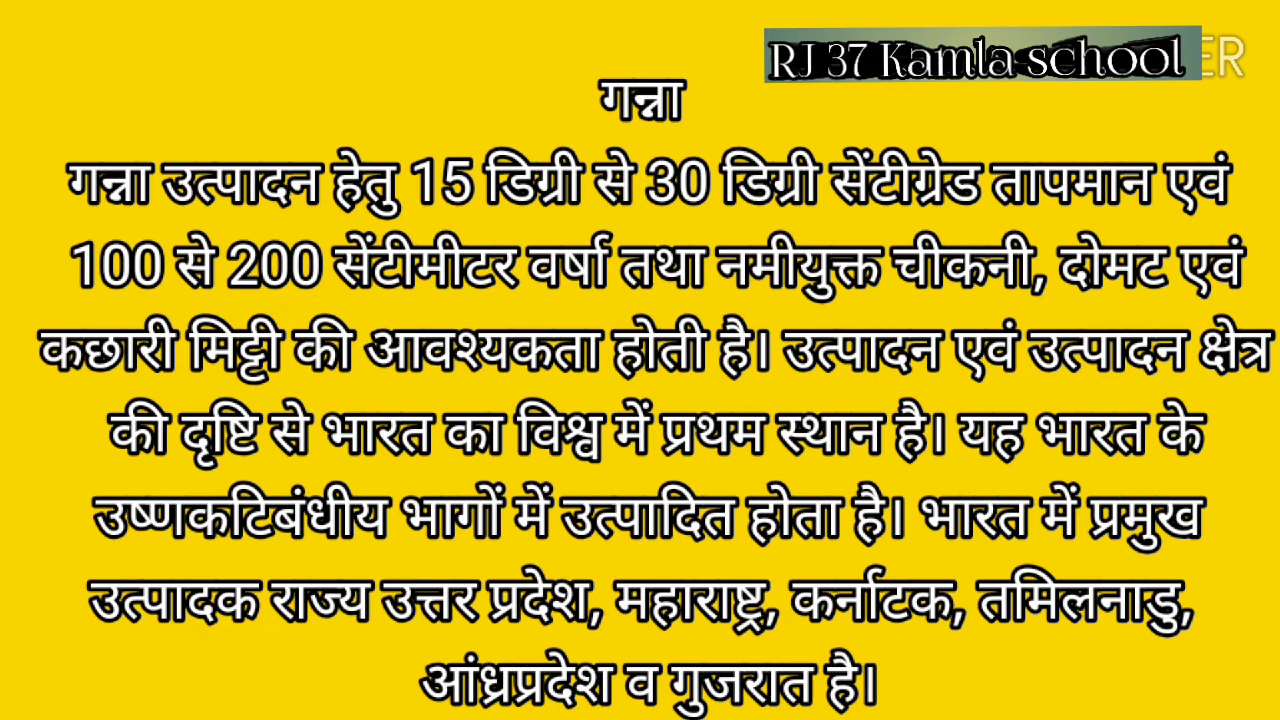 RJ 37 Kamla school
ER
गन्ना
गन्ना उत्पादन हेतु 15 डिग्री से 30 डिग्री सेंटीग्रेड तापमान एवं
100 से 200 सेंटीमीटर वर्षा तथा नमीयुक्त चीकनी, दोमट एवं
कछारी मिट्टी की आवश्यकता होती है। उत्पादन एवं उत्पादन क्षेत्र
की दृष्टि से भारत का विश्व में प्रथम स्थान है। यह भारत के
उष्णकटिबंधीय भागों में उत्पादित होता है। भारत में प्रमुख
उत्पादक राज्य उत्तर प्रदेश, महाराष्ट्र, कर्नाटक, तमिलनाडु,
आंध्रप्रदेश व गुजरात है।